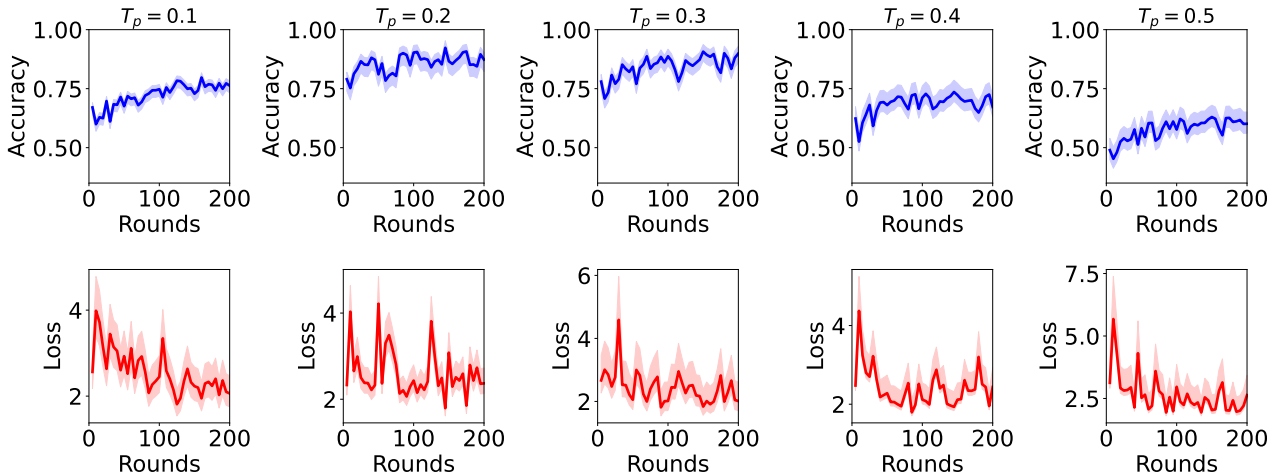 T_p = 0.1
1.00
0.75
0.50
Accuracy
0 100 200
Rounds
T_p = 0.2
1.00
0.75
0.50
Accuracy
0 100 200
Rounds
T_p = 0.3
1.00
0.75
0.50
Accuracy
0 100 200
Rounds
T_p = 0.4
1.00
0.75
0.50
Accuracy
0 100 200
Rounds
T_p = 0.5
1.00
0.75
0.50
Accuracy
0 100 200
Rounds
4
2
Loss
0 100 200
Rounds
4
2
Loss
0 100 200
Rounds
6
4
2
Loss
0 100 200
Rounds
4
2
Loss
0 100 200
Rounds
7.5
5.0
2.5
Loss
0 100 200
Rounds